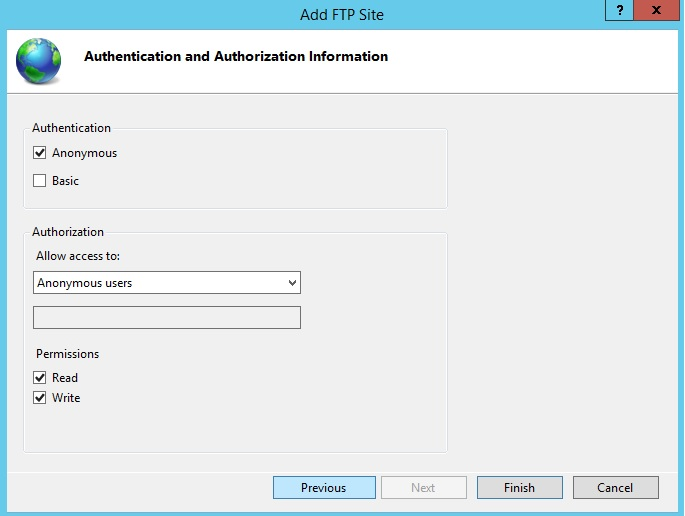 Add FTP Site
?
x
Authentication and Authorization Information
Authentication
Anonymous
Basic
Authorization
Allow access to:
Anonymous users
Permissions
Read
Write
Previous
Next
Finish
Cancel